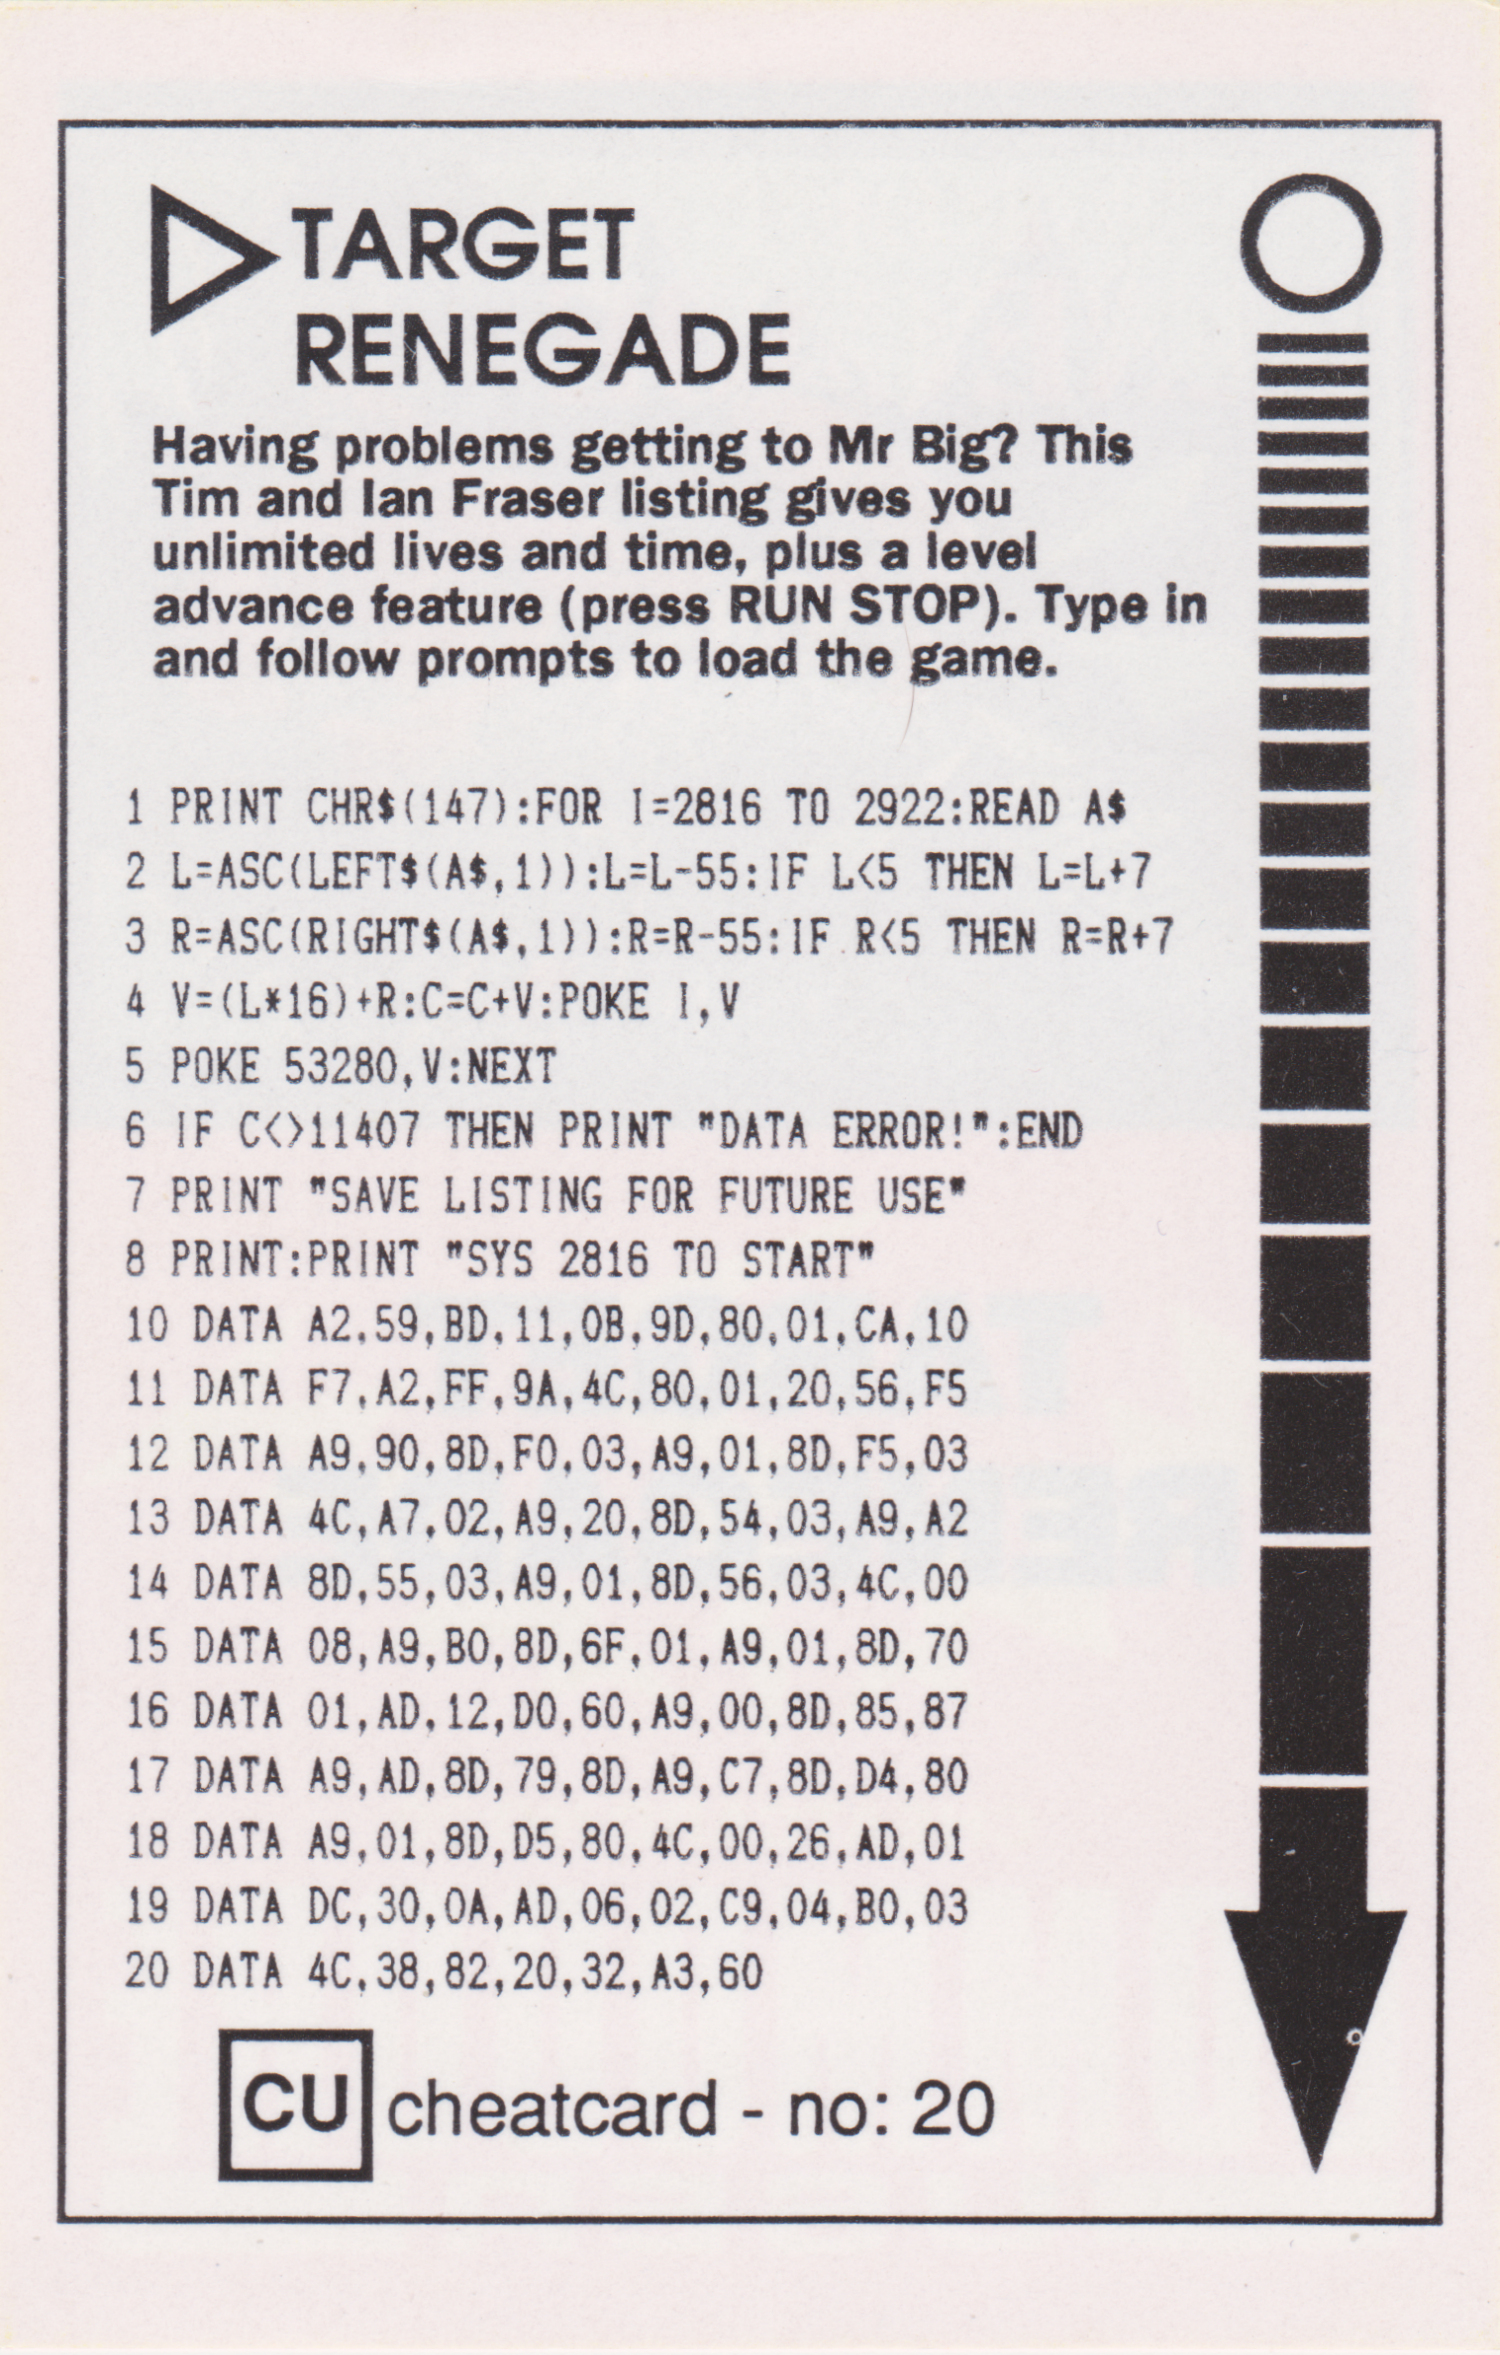 TARGET
RENEGADE
Having problems getting to Mr Big? This
Tim and Ian Fraser listing gives you
unlimited lives and time, plus a level
advance feature (press RUN STOP). Type in
and follow prompts to load the game.
1 PRINT CHR$(147):FOR I=2816 TO 2922:READ A$
2 L=ASC(LEFT$(A$,1)):L=L-55:IF L<5 THEN L=L+7
3 R=ASC(RIGHT$(A$,1)):R=R-55:IF R<5 THEN R=R+7
4 V=(L*16)+R:C=C+V:POKE I,V
5 POKE 53280,V:NEXT
6 IF C<>11407 THEN PRINT "DATA ERROR!":END
7 PRINT "SAVE LISTING FOR FUTURE USE"
8 PRINT:PRINT "SYS 2816 TO START"
10 DATA A2,59,BD,11,0B,9D,80,01,CA,10
11 DATA F7,A2,FF,9A,4C,80,01,20,56,F5
12 DATA A9,90,8D,F0,03,A9,01,8D,F5,03
13 DATA 4C,A7,02,A9,20,8D,54,03,A9,A2
14 DATA 8D,55,03,A9,01,8D,56,03,4C,00
15 DATA 08,A9,B0,8D,6F,01,A9,01,8D,70
16 DATA 01,AD,12,D0,60,A9,00,8D,85,87
17 DATA A9,AD,8D,79,8D,A9,C7,8D,D4,80
18 DATA A9,01,8D,D5,80,4C,00,26,AD,01
19 DATA DC,30,0A,AD,06,02,C9,04,B0,03
20 DATA 4C,38,82,20,32,A3,60
CU cheatcard - no: 20